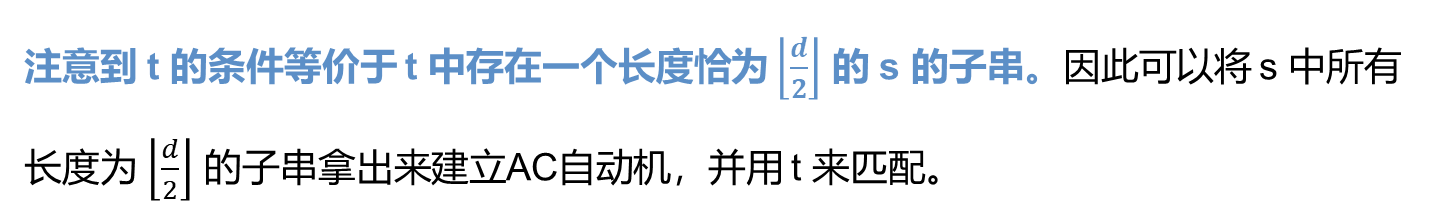 注意到 t 的条件等价于 t 中存在一个长度恰为 ⌊d/2⌋ 的 s 的子串。因此可以将 s 中所有
长度为 ⌊d/2⌋ 的子串拿出来建立AC自动机，并用 t 来匹配。